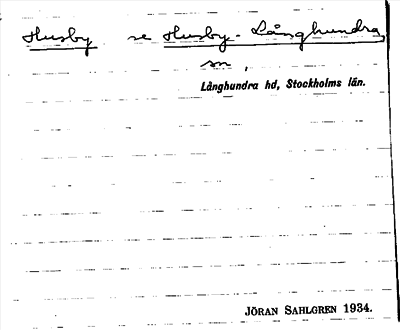 Husby se Husby-Långhundra
sn,
Långhundra hd, Stockholms län.
JÖRAN SAHLGREN 1934.